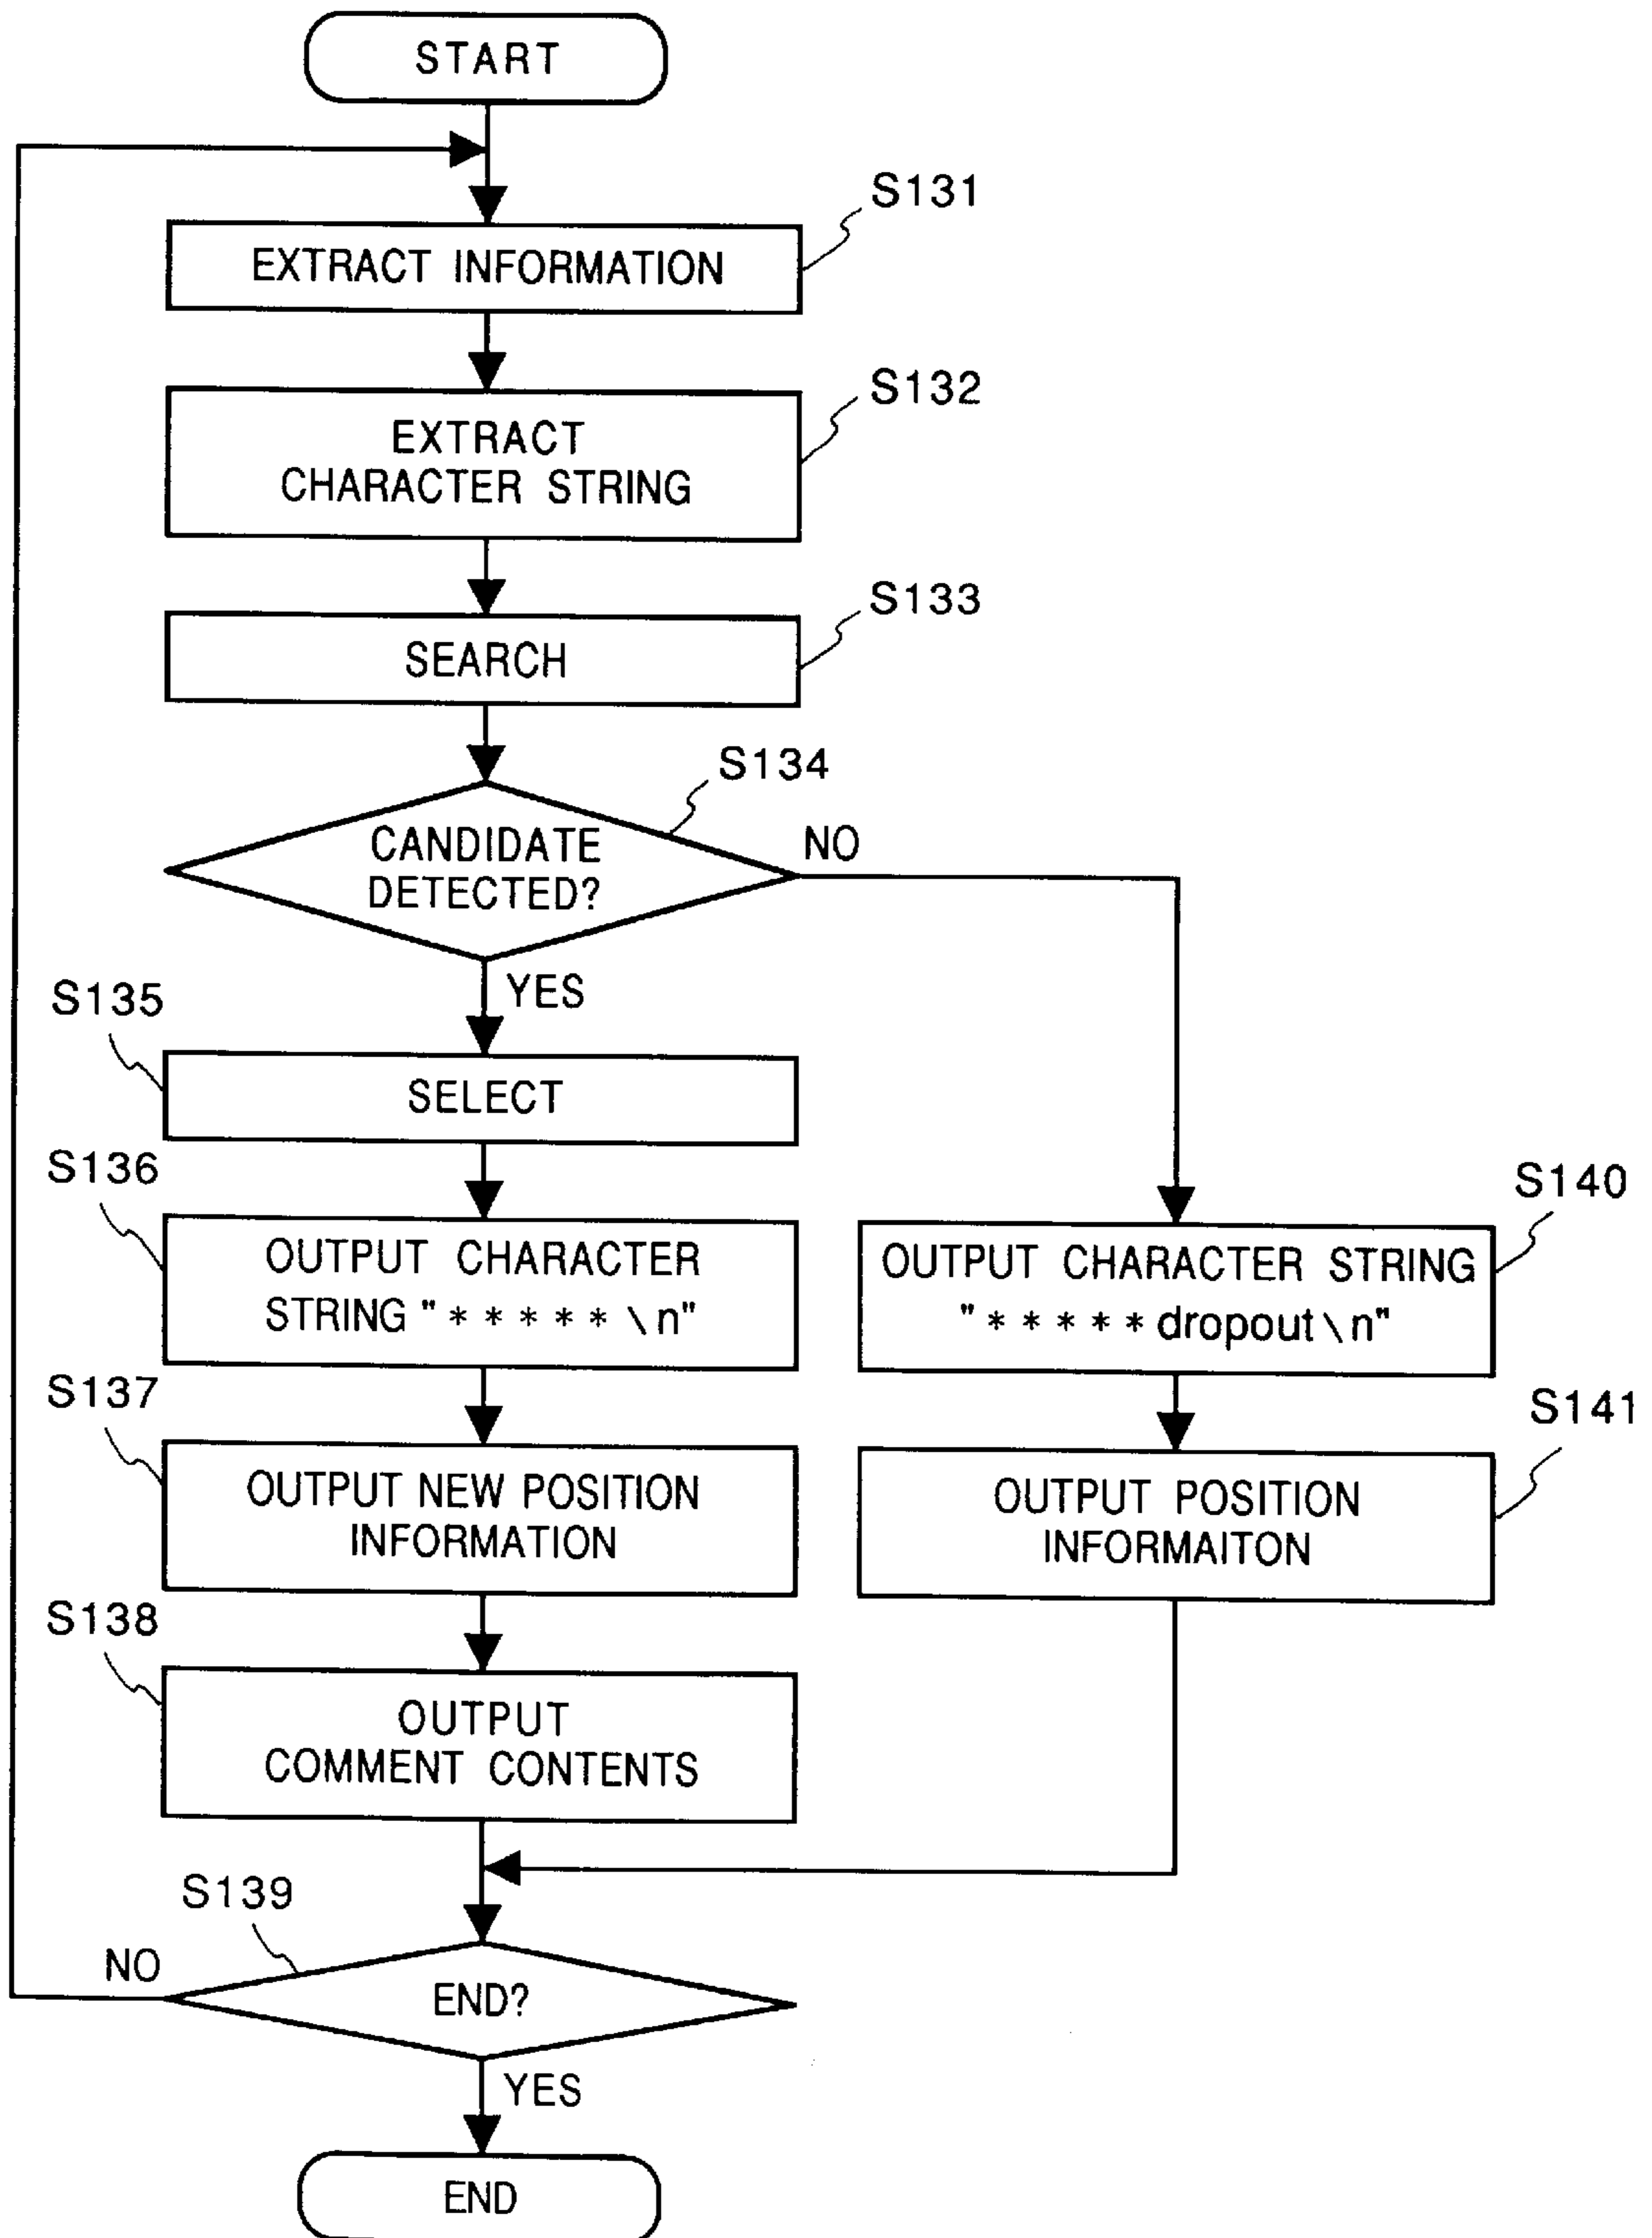 START
S131
EXTRACT INFORMATION
S132
EXTRACT
CHARACTER STRING
S133
SEARCH
S134
CANDIDATE
DETECTED?
NO
YES
S135
SELECT
S136
OUTPUT CHARACTER
STRING "*****\n"
S140
OUTPUT CHARACTER STRING
"*****dropout\n"
S137
OUTPUT NEW POSITION
INFORMATION
S141
OUTPUT POSITION
INFORMAITON
S138
OUTPUT
COMMENT CONTENTS
S139
NO
END?
YES
END